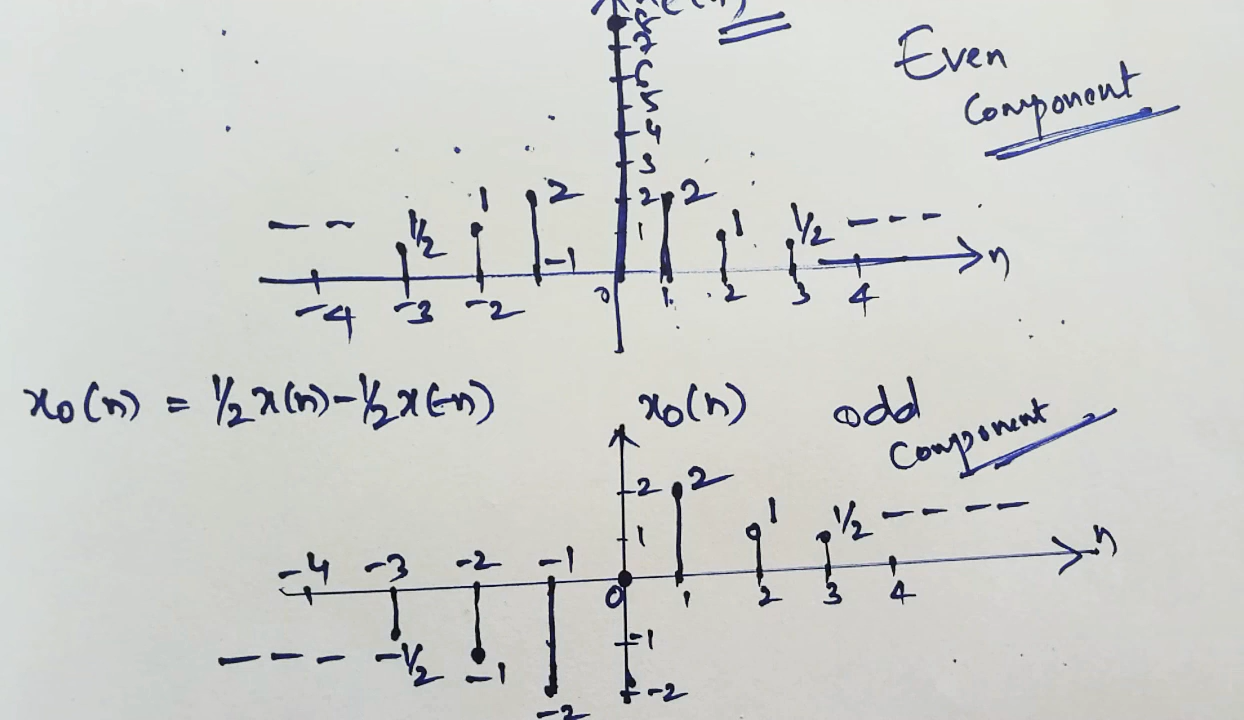 8
7
Even
6
Component
5
4
3
1/2 1 2 2 2 1 1/2
1
-1
n
-4 -3 -2 0 1 2 3 4
x0(n) = 1/2 x(n) - 1/2 x(-n)
x0(n)
odd
Component
2 2
1 1 1/2
n
-4 -3 -2 -1
0 1 2 3 4
-1/2 -1 -1
-2 -2